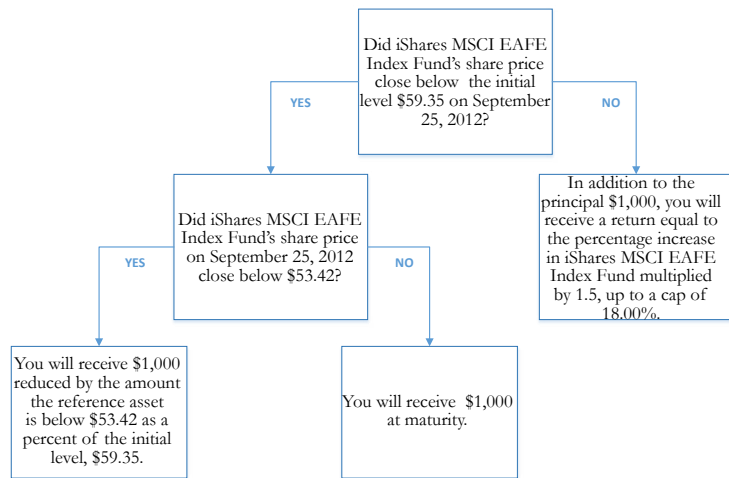 Did iShares MSCI EAFE
Index Fund's share price
close below the initial
level $59.35 on September
25, 2012?
YES
NO
Did iShares MSCI EAFE
Index Fund's share price
on September 25, 2012
close below $53.42?
In addition to the
principal $1,000, you will
receive a return equal to
the percentage increase
in iShares MSCI EAFE
Index Fund multiplied
by 1.5, up to a cap of
18.00%.
YES
NO
You will receive $1,000
reduced by the amount
the reference asset
is below $53.42 as a
percent of the initial
level, $59.35.
You will receive $1,000
at maturity.